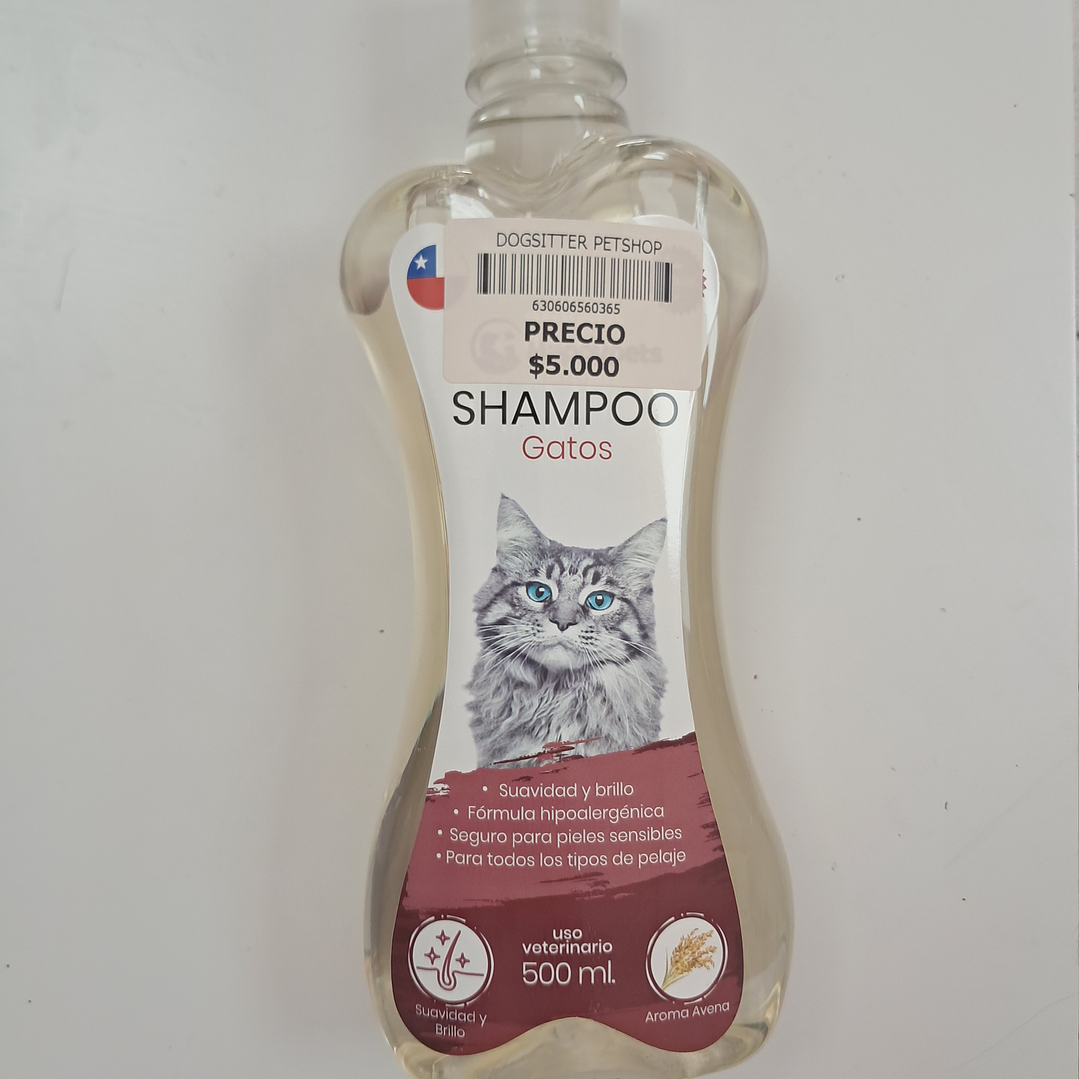 DOGSITTER PETSHOP
630606560365
PRECIO
$5.000
SHAMPOO
Gatos
• Suavidad y brillo
• Fórmula hipoalergénica
• Seguro para pieles sensibles
• Para todos los tipos de pelaje
uso
veterinario
500 ml.
Suavidad y
Brillo
Aroma Avena